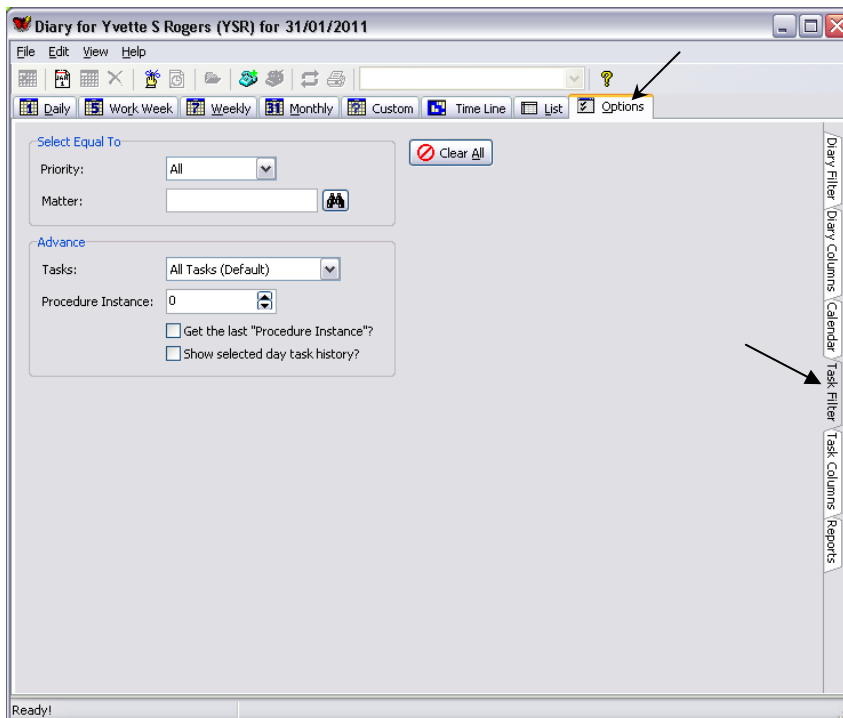 Diary for Yvette S Rogers (YSR) for 31/01/2011
File Edit View Help
Daily Work Week Weekly Monthly Custom Time Line List Options
Select Equal To
Priority: All
Clear All
Matter:
Advance
Tasks: All Tasks (Default)
Procedure Instance: 0
Get the last "Procedure Instance"?
Show selected day task history?
Diary Filter
Diary Columns
Calendar
Task Filter
Task Columns
Reports
Ready!